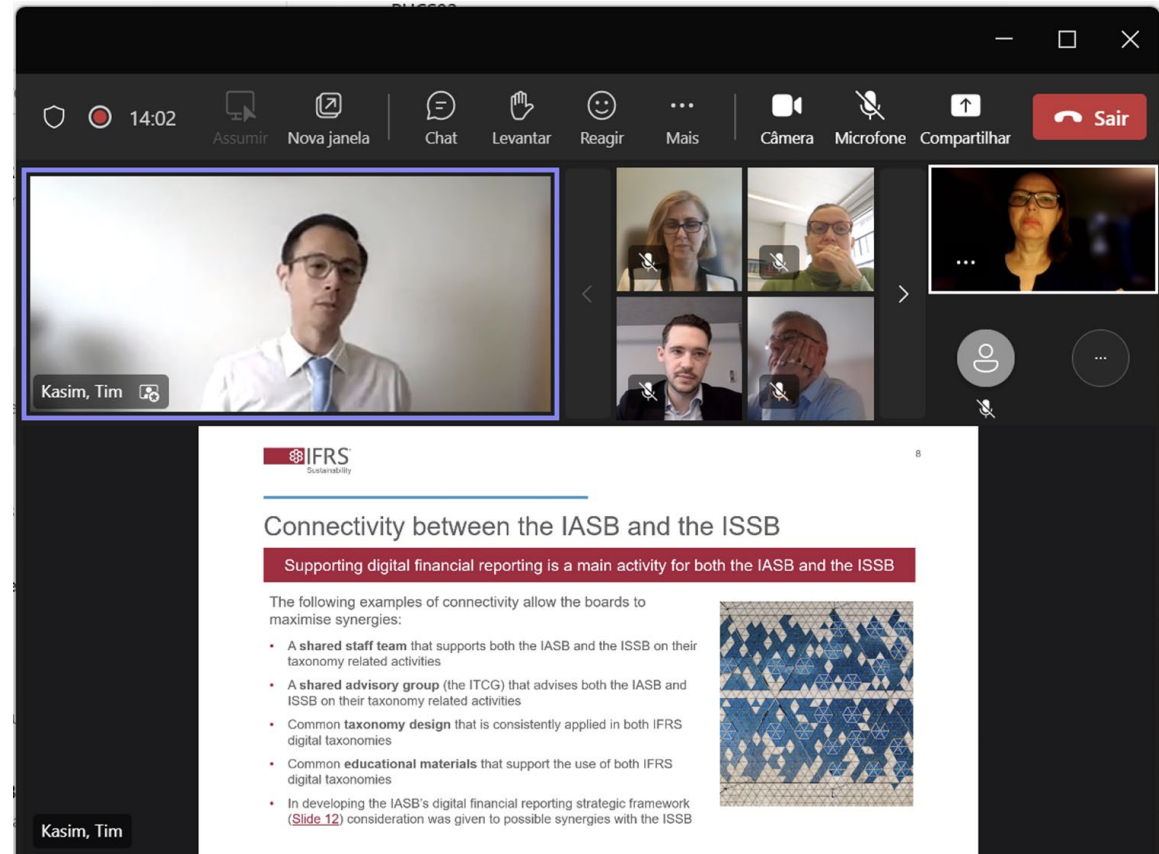 14:02
Assumir
Nova janela
Chat
Levantar
Reagir
Mais
Câmera
Microfone
Compartilhar
Sair
Kasim, Tim
IFRS
Sustainability
8
Connectivity between the IASB and the ISSB
Supporting digital financial reporting is a main activity for both the IASB and the ISSB
The following examples of connectivity allow the boards to
maximise synergies:
• A shared staff team that supports both the IASB and the ISSB on their
taxonomy related activities
• A shared advisory group (the ITCG) that advises both the IASB and
ISSB on their taxonomy related activities
• Common taxonomy design that is consistently applied in both IFRS
digital taxonomies
• Common educational materials that support the use of both IFRS
digital taxonomies
• In developing the IASB's digital financial reporting strategic framework
(Slide 12) consideration was given to possible synergies with the ISSB
Kasim, Tim